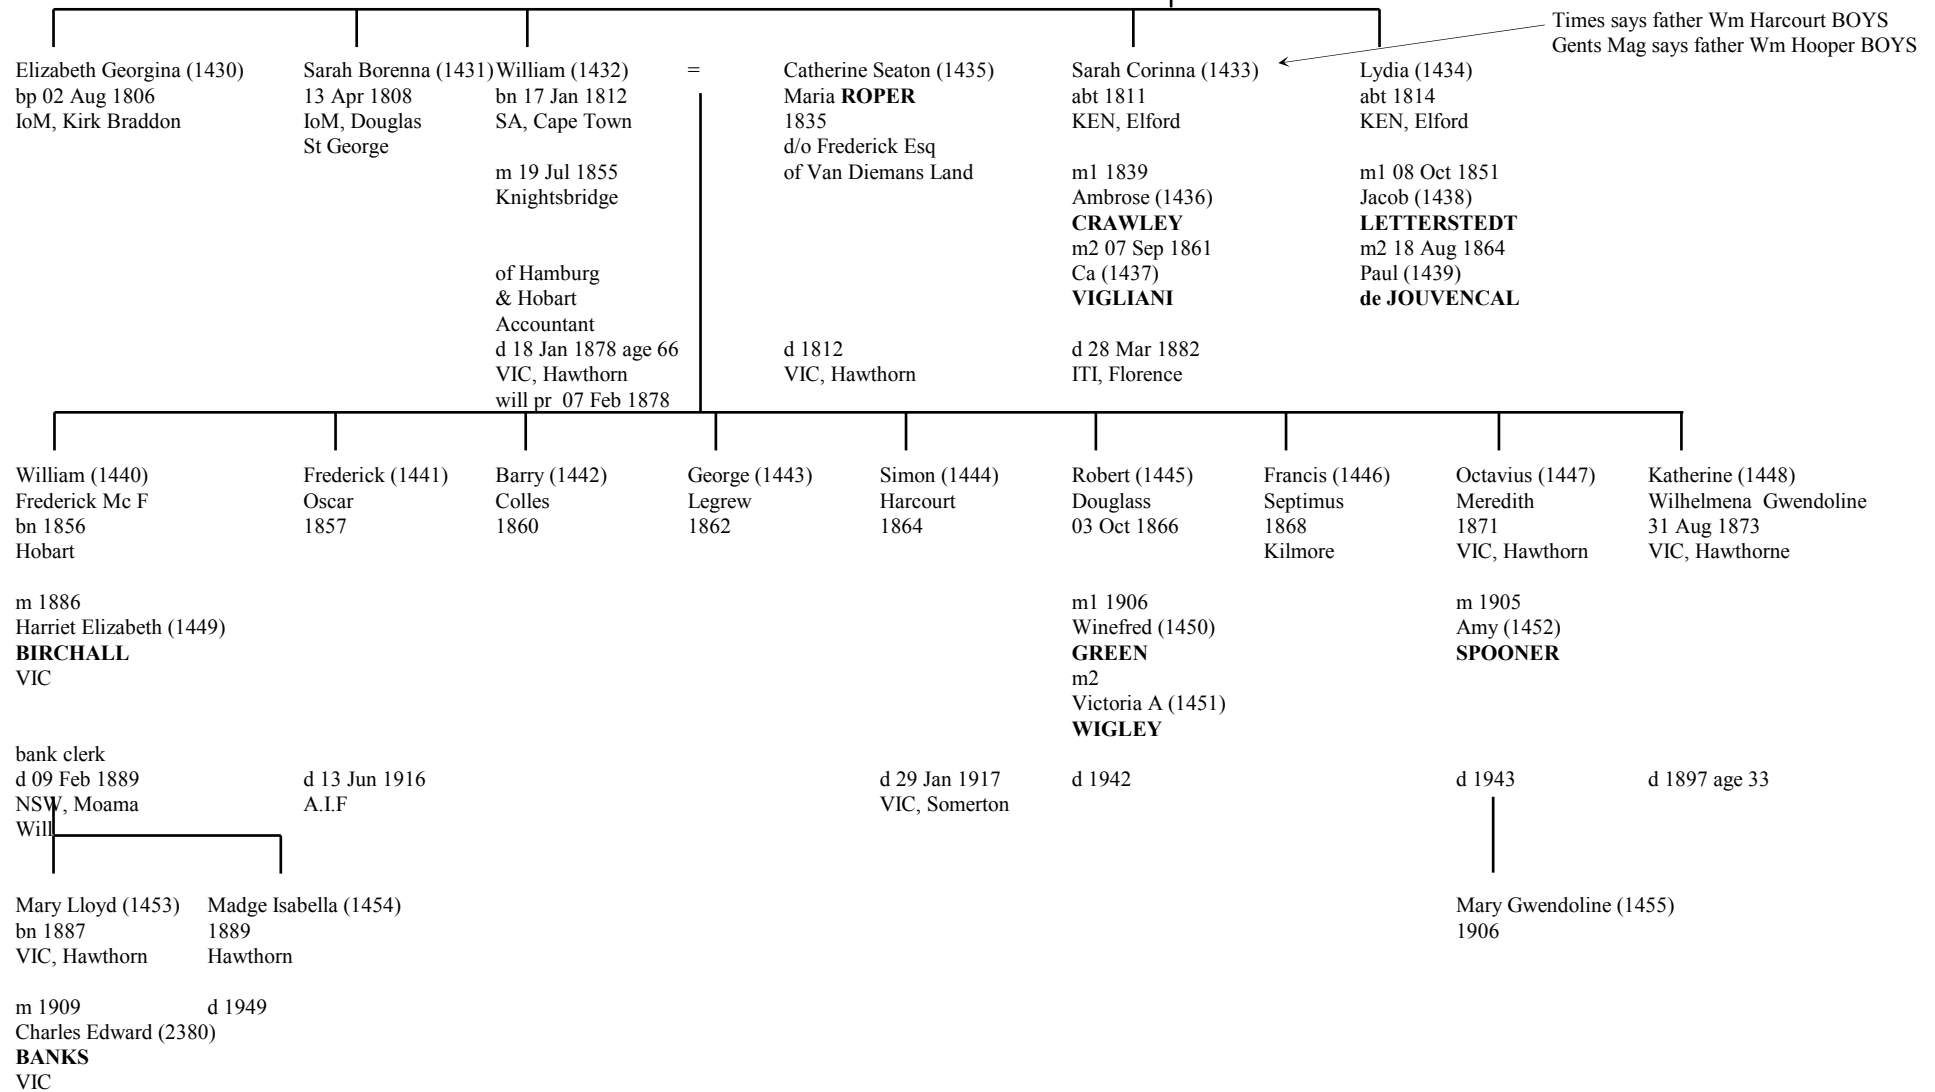 Times says father Wm Harcourt BOYS
Gents Mag says father Wm Hooper BOYS
Elizabeth Georgina (1430)
bp 02 Aug 1806
IoM, Kirk Braddon
Sarah Borenna (1431)
13 Apr 1808
IoM, Douglas
St George
William (1432)
bn 17 Jan 1812
SA, Cape Town
m 19 Jul 1855
Knightsbridge
of Hamburg
& Hobart
Accountant
d 18 Jan 1878 age 66
VIC, Hawthorn
will pr 07 Feb 1878
=
Catherine Seaton (1435)
Maria ROPER
1835
d/o Frederick Esq
of Van Diemans Land
d 1812
VIC, Hawthorn
Sarah Corinna (1433)
abt 1811
KEN, Elford
m1 1839
Ambrose (1436)
CRAWLEY
m2 07 Sep 1861
Ca (1437)
VIGLIANI
d 28 Mar 1882
ITI, Florence
Lydia (1434)
abt 1814
KEN, Elford
m1 08 Oct 1851
Jacob (1438)
LETTERSTEDT
m2 18 Aug 1864
Paul (1439)
de JOUVENCAL
William (1440)
Frederick Mc F
bn 1856
Hobart
m 1886
Harriet Elizabeth (1449)
BIRCHALL
VIC
bank clerk
d 09 Feb 1889
NSW, Moama
Will
Frederick (1441)
Oscar
1857
d 13 Jun 1916
A.I.F
Barry (1442)
Colles
1860
George (1443)
Legrew
1862
Simon (1444)
Harcourt
1864
d 29 Jan 1917
VIC, Somerton
Robert (1445)
Douglass
03 Oct 1866
m1 1906
Winefred (1450)
GREEN
m2
Victoria A (1451)
WIGLEY
d 1942
Francis (1446)
Septimus
1868
Kilmore
Octavius (1447)
Meredith
1871
VIC, Hawthorn
m 1905
Amy (1452)
SPOONER
d 1943
Katherine (1448)
Wilhelmena Gwendoline
31 Aug 1873
VIC, Hawthorne
d 1897 age 33
Mary Lloyd (1453)
bn 1887
VIC, Hawthorn
m 1909
Charles Edward (2380)
BANKS
VIC
Madge Isabella (1454)
1889
Hawthorn
d 1949
Mary Gwendoline (1455)
1906